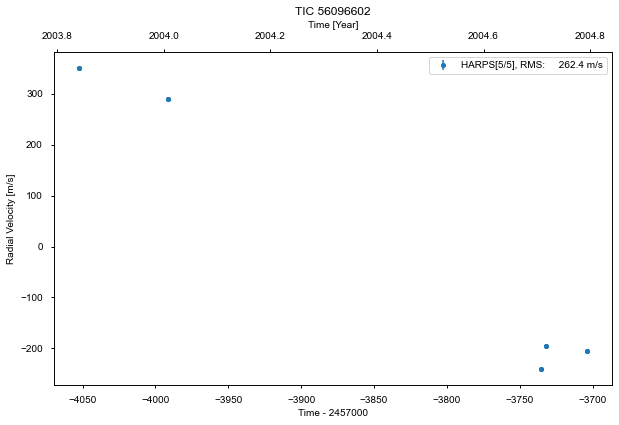 TIC 56096602
Time [Year]
2003.8 2004.0 2004.2 2004.4 2004.6 2004.8
HARPS[5/5], RMS: 262.4 m/s
Radial Velocity [m/s]
300
200
100
0
−100
−200
−4050 −4000 −3950 −3900 −3850 −3800 −3750 −3700
Time - 2457000